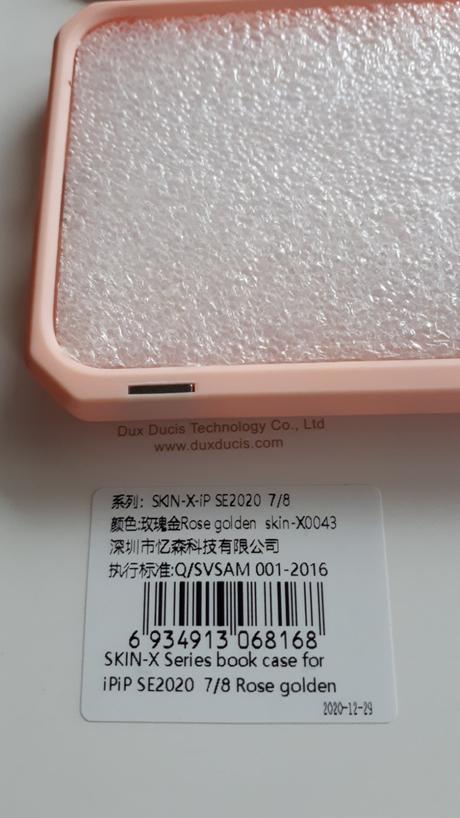 Dux Ducis Technology Co., Ltd
www.duxducis.com
系列: SKIN-X-iP SE2020 7/8
颜色:玫瑰金Rose golden skin-X0043
深圳市忆森科技有限公司
执行标准:Q/SVSAM 001-2016
6 934913 068168
SKIN-X Series book case for
iPiP SE2020 7/8 Rose golden
2020-12-29